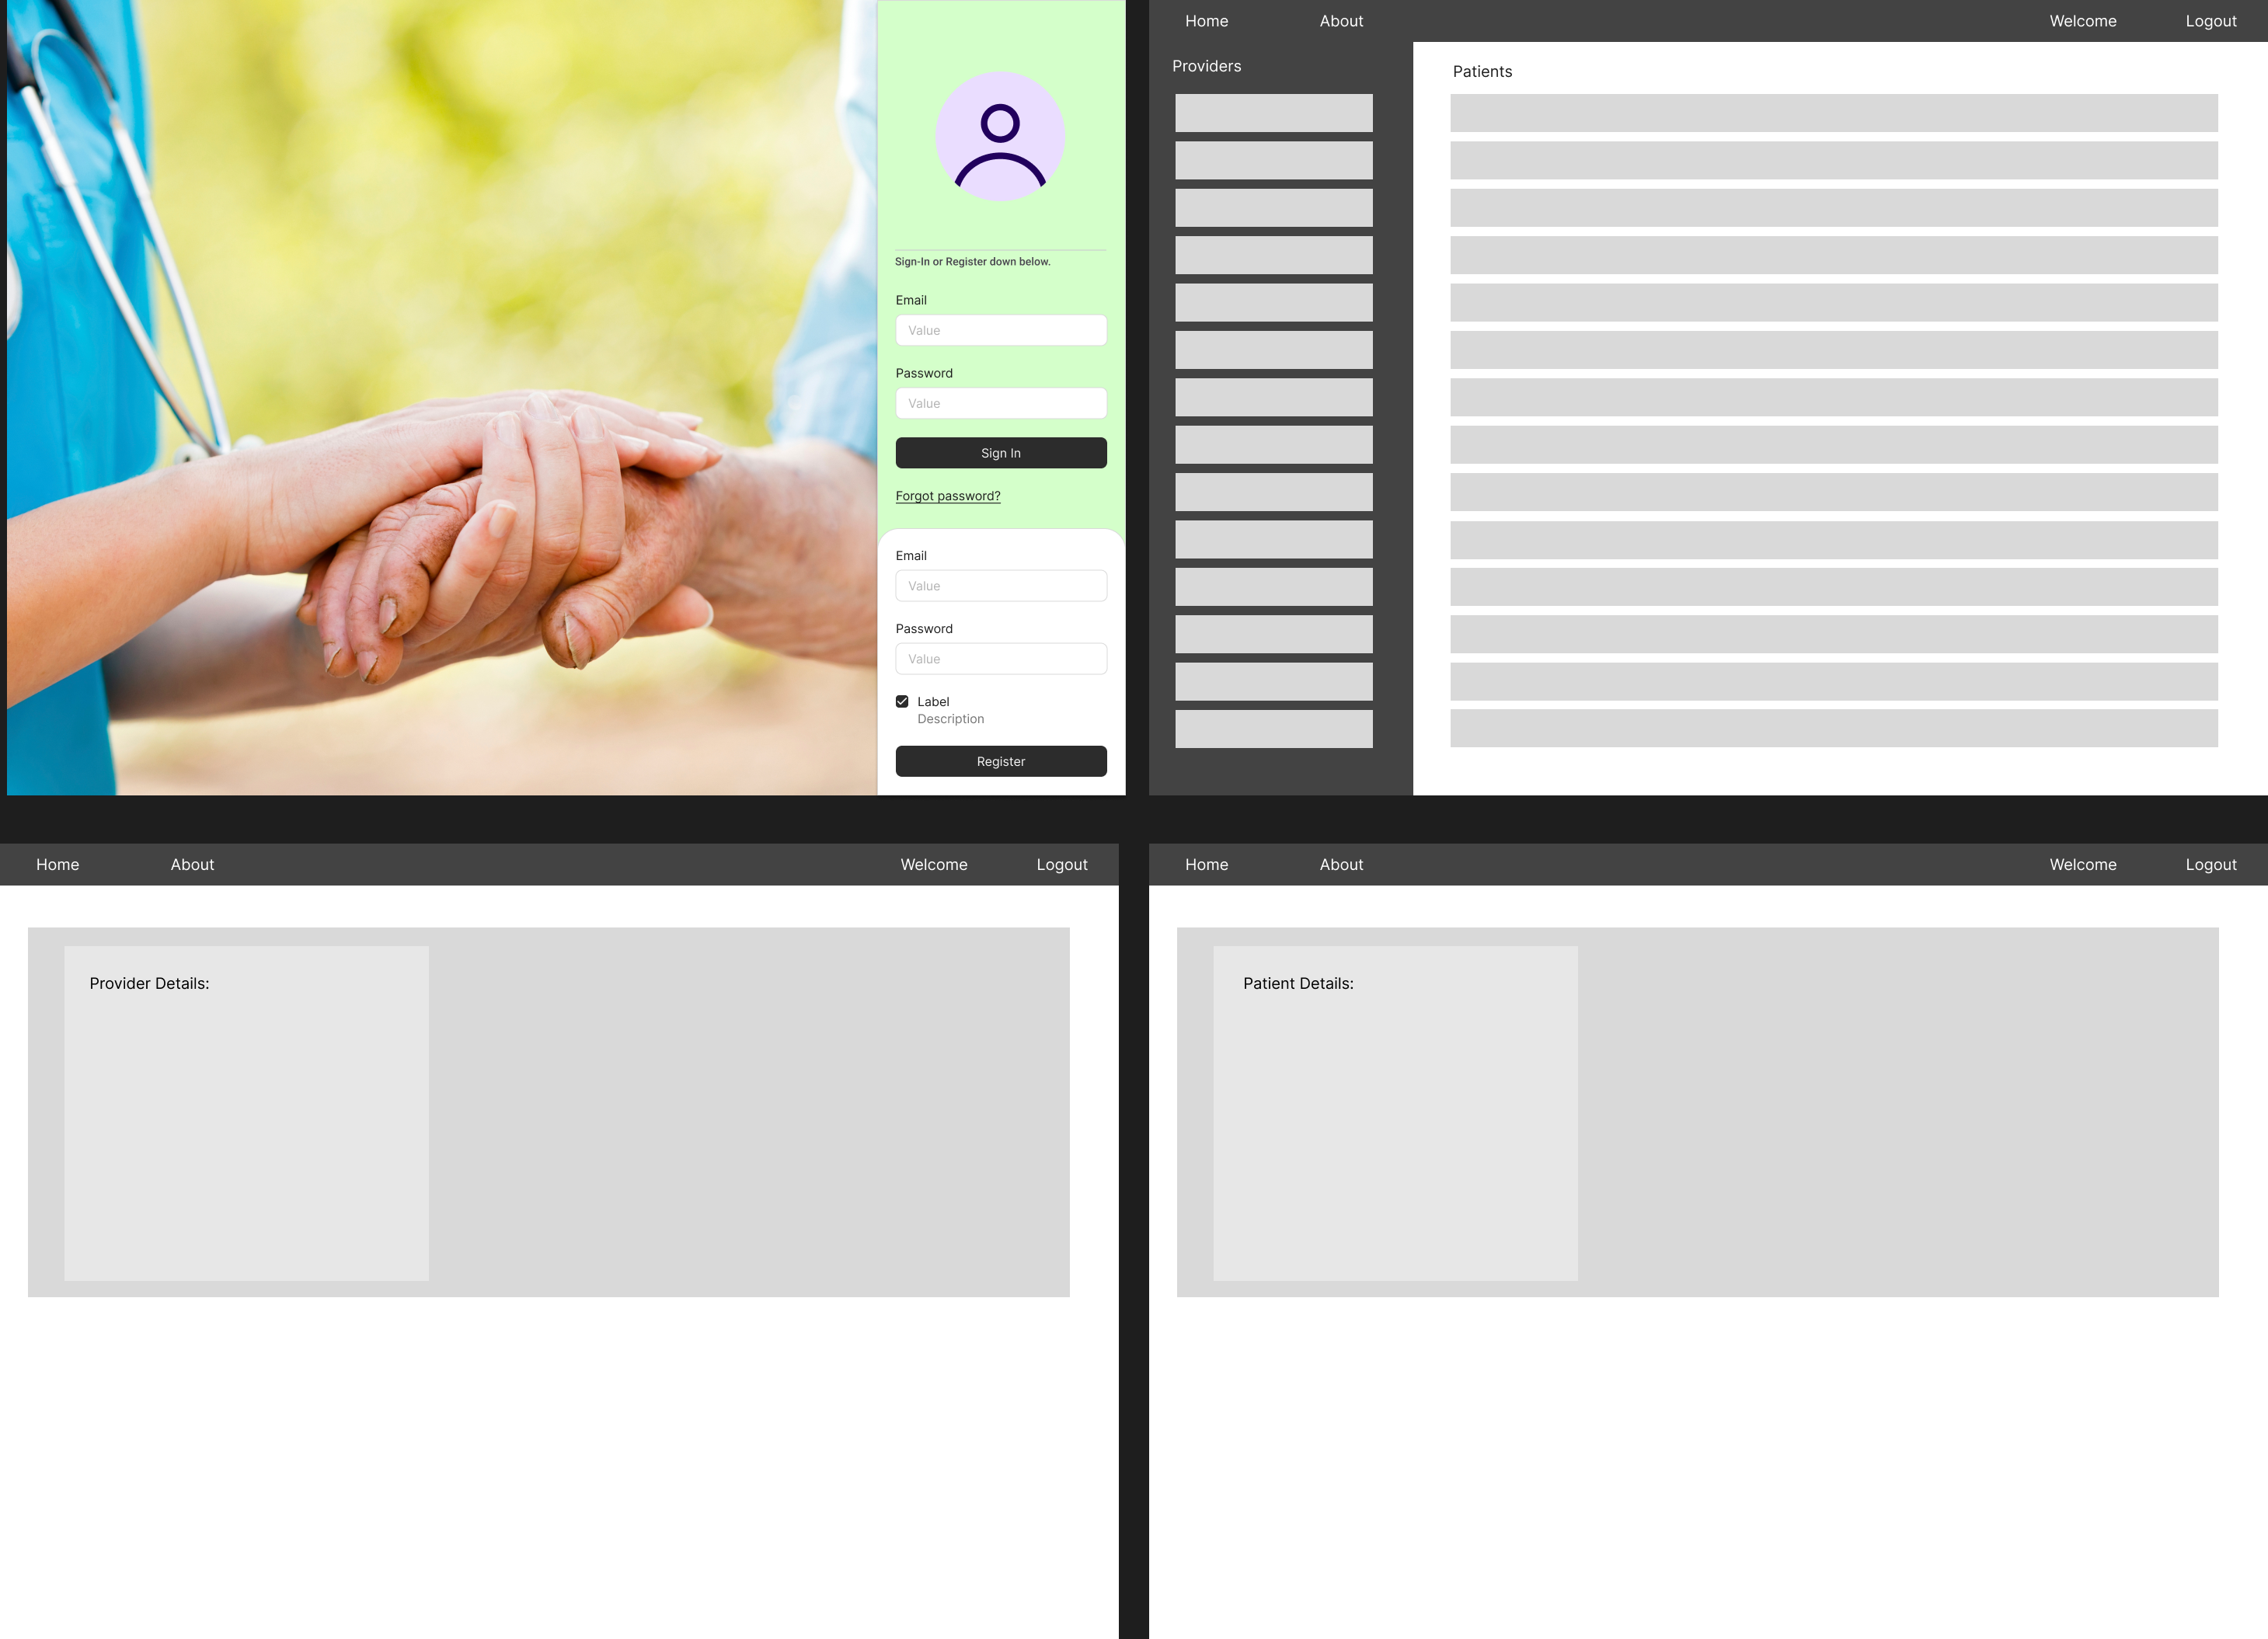 Sign-In or Register down below.
Email
Value
Password
Value
Sign In
Forgot password?
Email
Value
Password
Value
Label
Description
Register
Home About Welcome Logout
Providers
Patients
Home About Welcome Logout
Provider Details:
Home About Welcome Logout
Patient Details: